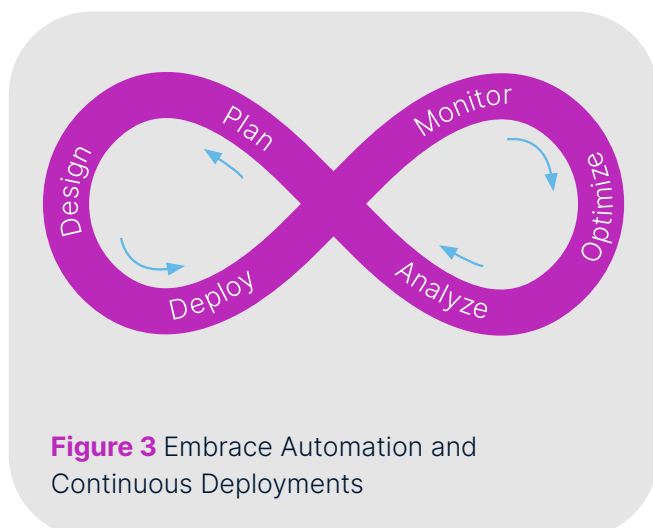 Plan
Design
Deploy
Monitor
Optimize
Analyze
Figure 3 Embrace Automation and
Continuous Deployments